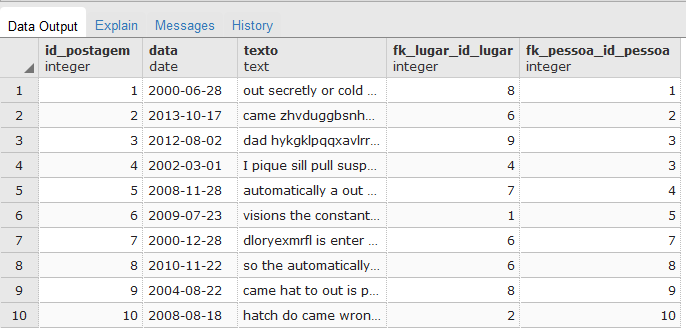 Data Output Explain Messages History
id_postagem data texto fk_lugar_id_lugar fk_pessoa_id_pessoa
integer date text integer integer
1 1 2000-06-28 out secretly or cold ... 8 1
2 2 2013-10-17 came zhvduggbsnh... 6 2
3 3 2012-08-02 dad hykgklpqqxavlrr... 9 3
4 4 2002-03-01 I pique sill pull susp... 4 3
5 5 2008-11-28 automatically a out ... 7 4
6 6 2009-07-23 visions the constant... 1 5
7 7 2000-12-28 dloryexmrfl is enter ... 6 7
8 8 2010-11-22 so the automatically... 6 8
9 9 2004-08-22 came hat to out is p... 8 9
10 10 2008-08-18 hatch do came wron... 2 10